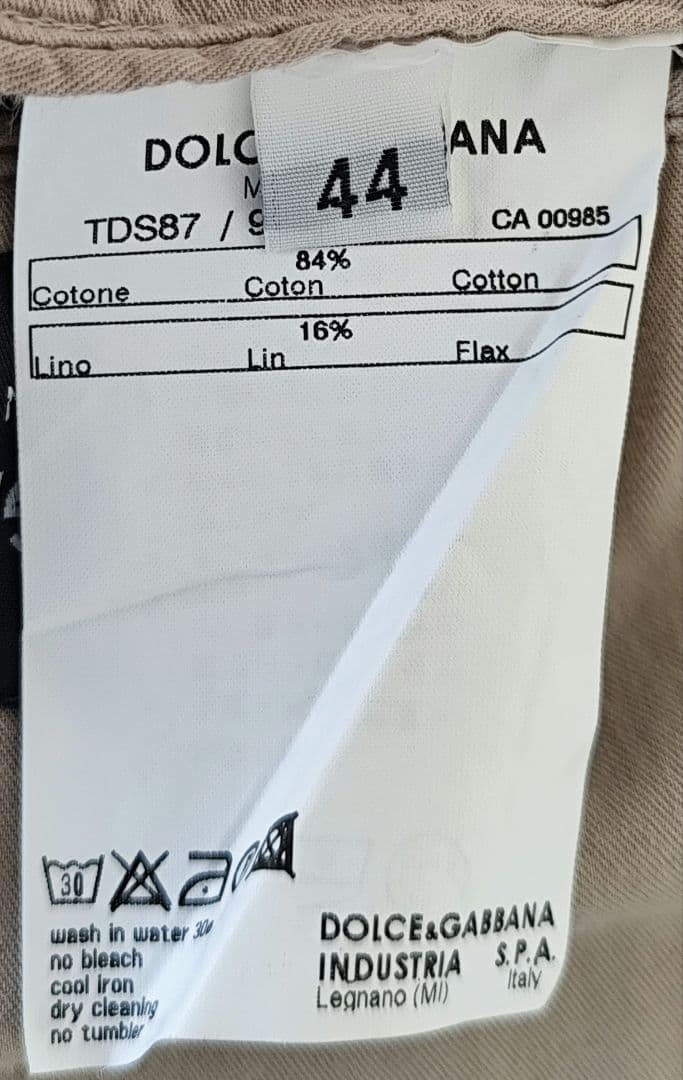 DOLC ANA
44
TDS87 / 9 CA 00985
84%
Cotone Coton Cotton
16%
Lino Lin Flax
30
wash in water 30°
no bleach
cool iron
dry cleaning
no tumbler
DOLCE&GABBANA
INDUSTRIA S.P.A.
Legnano (MI) Italy